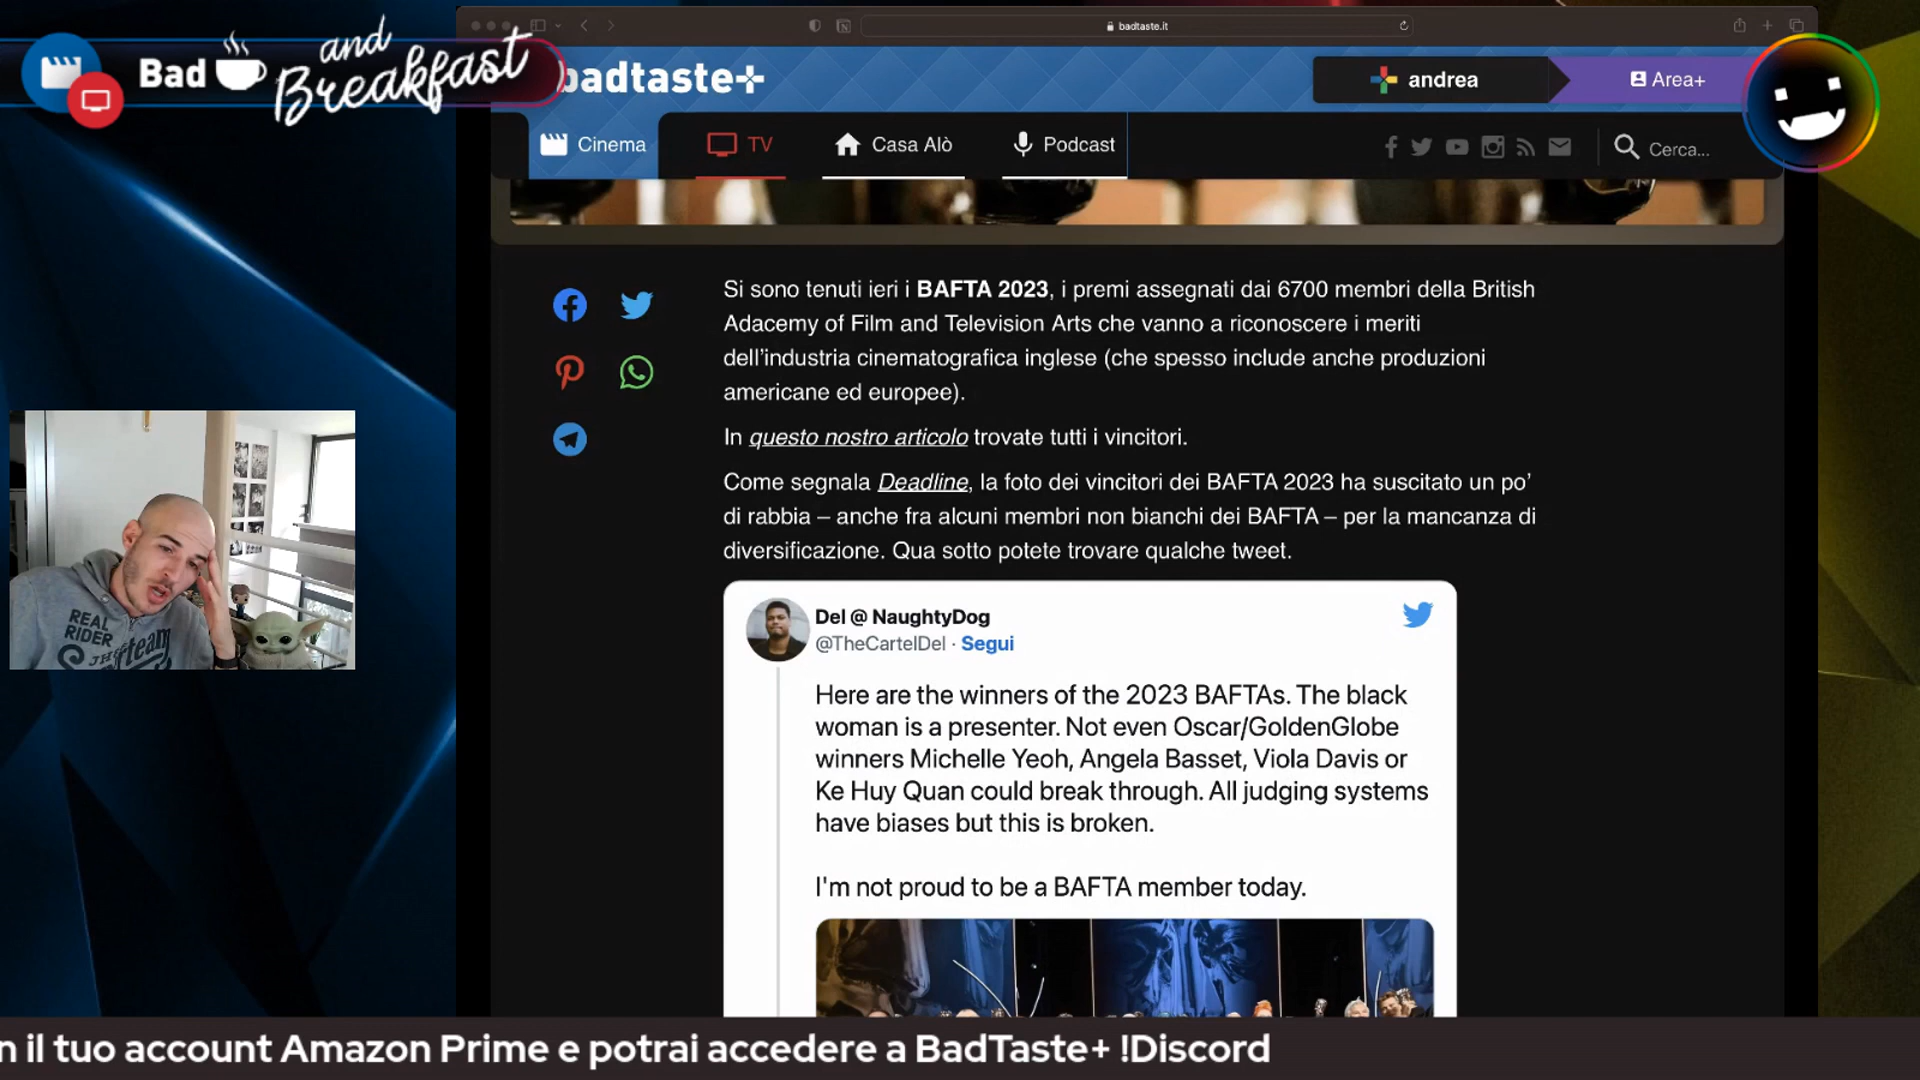 Bad and Breakfast
badtaste.it
badtaste+
andrea
Area+
Cinema
TV
Casa Alò
Podcast
Cerca...
Si sono tenuti ieri i BAFTA 2023, i premi assegnati dai 6700 membri della British
Adacemy of Film and Television Arts che vanno a riconoscere i meriti
dell'industria cinematografica inglese (che spesso include anche produzioni
americane ed europee).
In questo nostro articolo trovate tutti i vincitori.
Come segnala Deadline, la foto dei vincitori dei BAFTA 2023 ha suscitato un po'
di rabbia – anche fra alcuni membri non bianchi dei BAFTA – per la mancanza di
diversificazione. Qua sotto potete trovare qualche tweet.
REAL
RIDER
Del @ NaughtyDog
@TheCartelDel · Segui
Here are the winners of the 2023 BAFTAs. The black
woman is a presenter. Not even Oscar/GoldenGlobe
winners Michelle Yeoh, Angela Basset, Viola Davis or
Ke Huy Quan could break through. All judging systems
have biases but this is broken.
I'm not proud to be a BAFTA member today.
n il tuo account Amazon Prime e potrai accedere a BadTaste+ !Discord